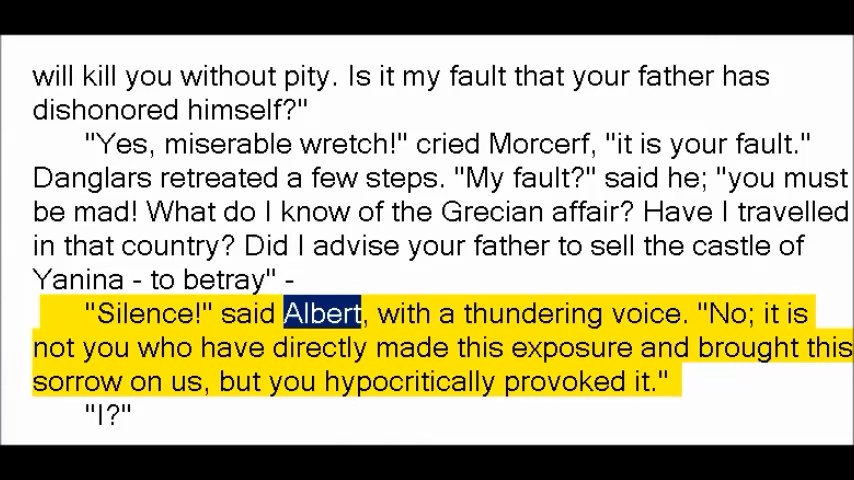 will kill you without pity. Is it my fault that your father has
dishonored himself?"
"Yes, miserable wretch!" cried Morcerf, "it is your fault."
Danglars retreated a few steps. "My fault?" said he; "you must
be mad! What do I know of the Grecian affair? Have I travelled
in that country? Did I advise your father to sell the castle of
Yanina - to betray" -
"Silence!" said Albert, with a thundering voice. "No; it is
not you who have directly made this exposure and brought this
sorrow on us, but you hypocritically provoked it."
"I?"